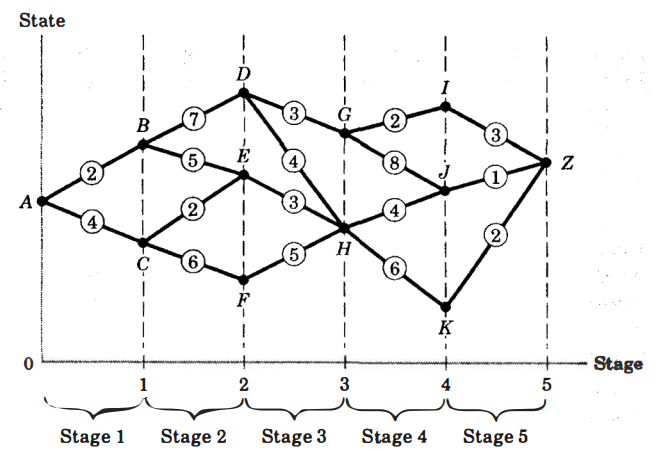 State
D
I
3
G
2
7
B
3
E
4
8
J
Z
2
5
1
A
2
3
4
4
H
2
C
6
5
6
F
K
0
Stage
1
2
3
4
5
Stage 1
Stage 2
Stage 3
Stage 4
Stage 5